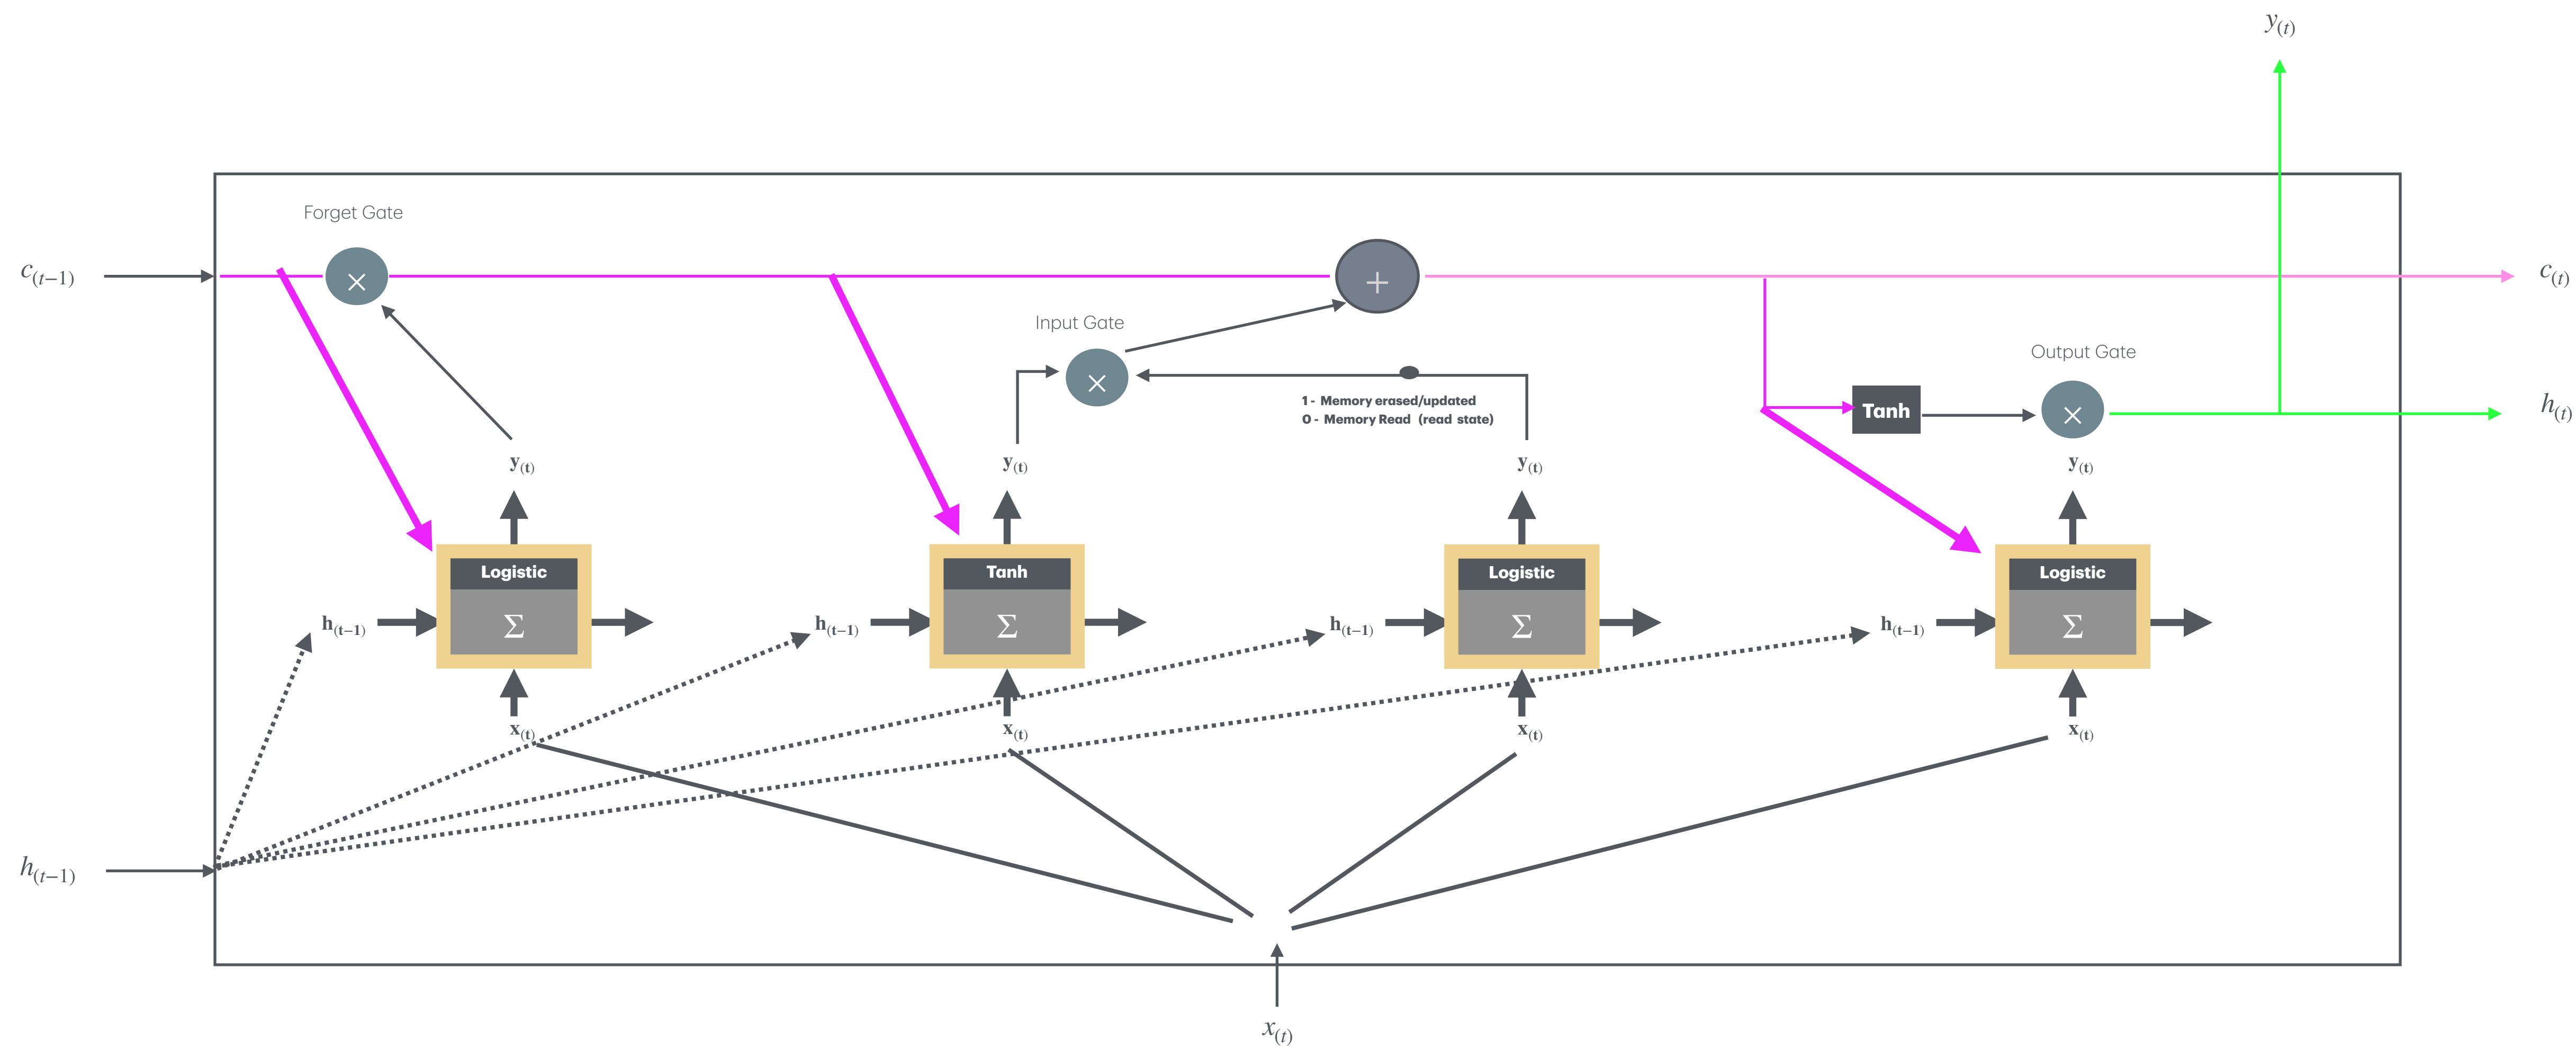 y(t)
Forget Gate
c(t−1)
×
+
c(t)
Input Gate
×
1 - Memory erased/updated
0 - Memory Read (read state)
Output Gate
Tanh
×
h(t)
y(t)
y(t)
y(t)
y(t)
Logistic
Tanh
Logistic
Logistic
h(t−1)
Σ
h(t−1)
Σ
h(t−1)
Σ
h(t−1)
Σ
x(t)
x(t)
x(t)
x(t)
h(t−1)
x(t)